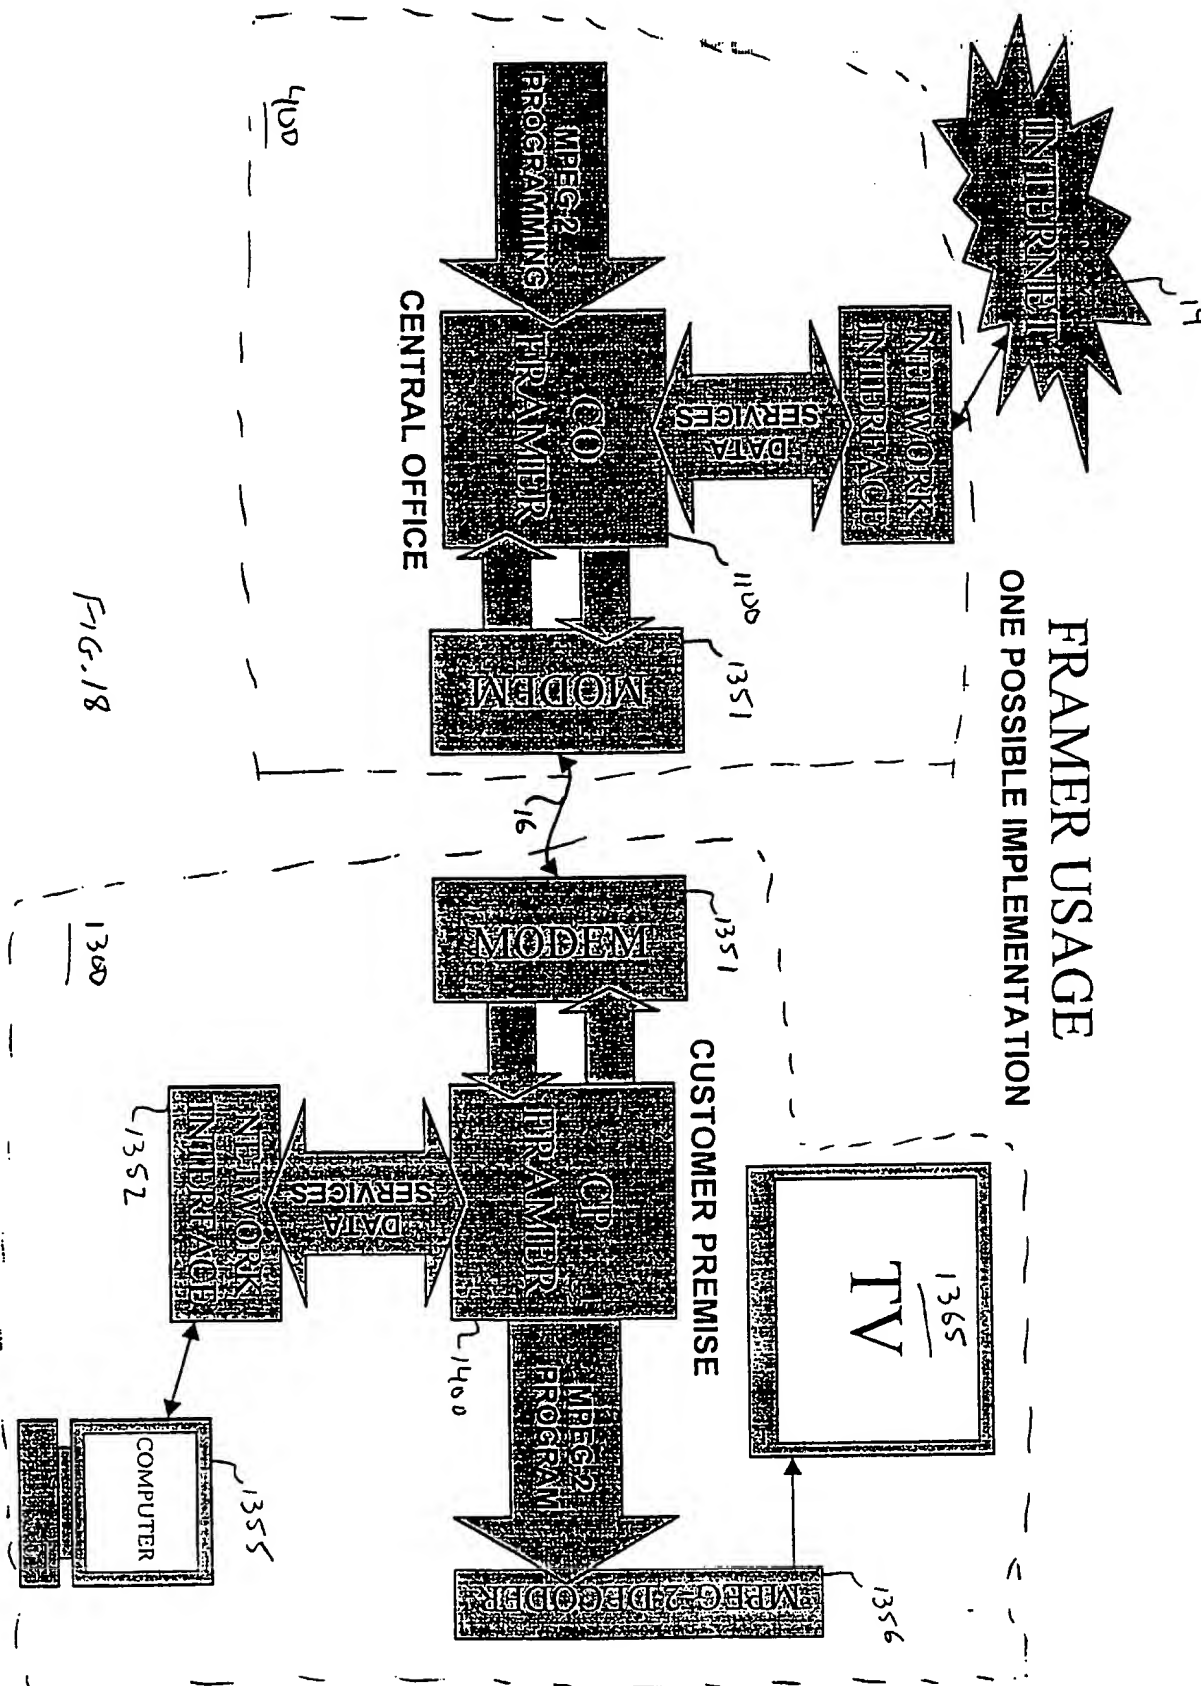 FRAMER USAGE
ONE POSSIBLE IMPLEMENTATION
INTERNET
NETWORK
INTERFACE
DATA
SERVICES
MPEG-2
PROGRAMMING
CO
FRAMER
1100
MODEM
1351
CENTRAL OFFICE
400
16
CUSTOMER PREMISE
MODEM
1351
CP
FRAMER
1400
MPEG-2
PROGRAM
MPEG-2 DECODER
1356
1365
TV
DATA
SERVICES
NETWORK
INTERFACE
1352
COMPUTER
1355
1300
FIG. 18